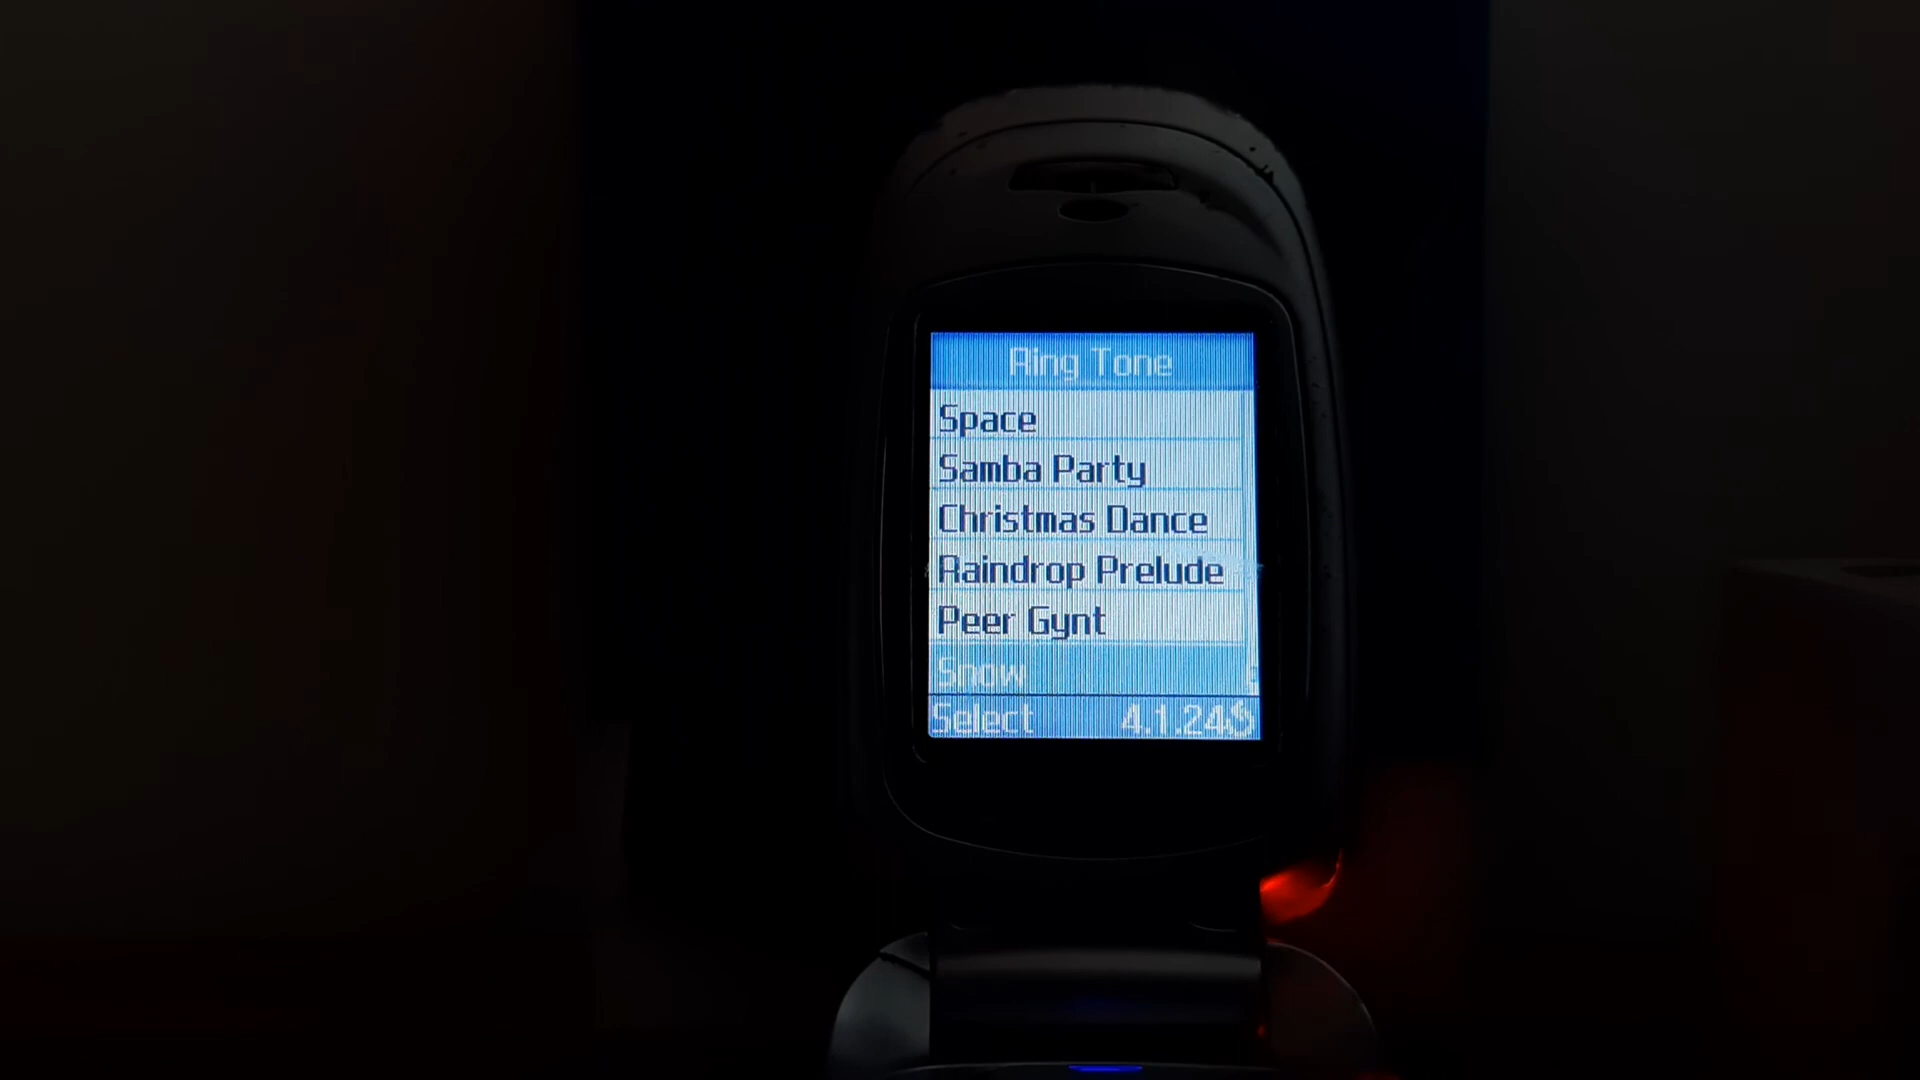 Ring Tone
Space
Samba Party
Christmas Dance
Raindrop Prelude
Peer Gynt
Snow
Select 4.1.24